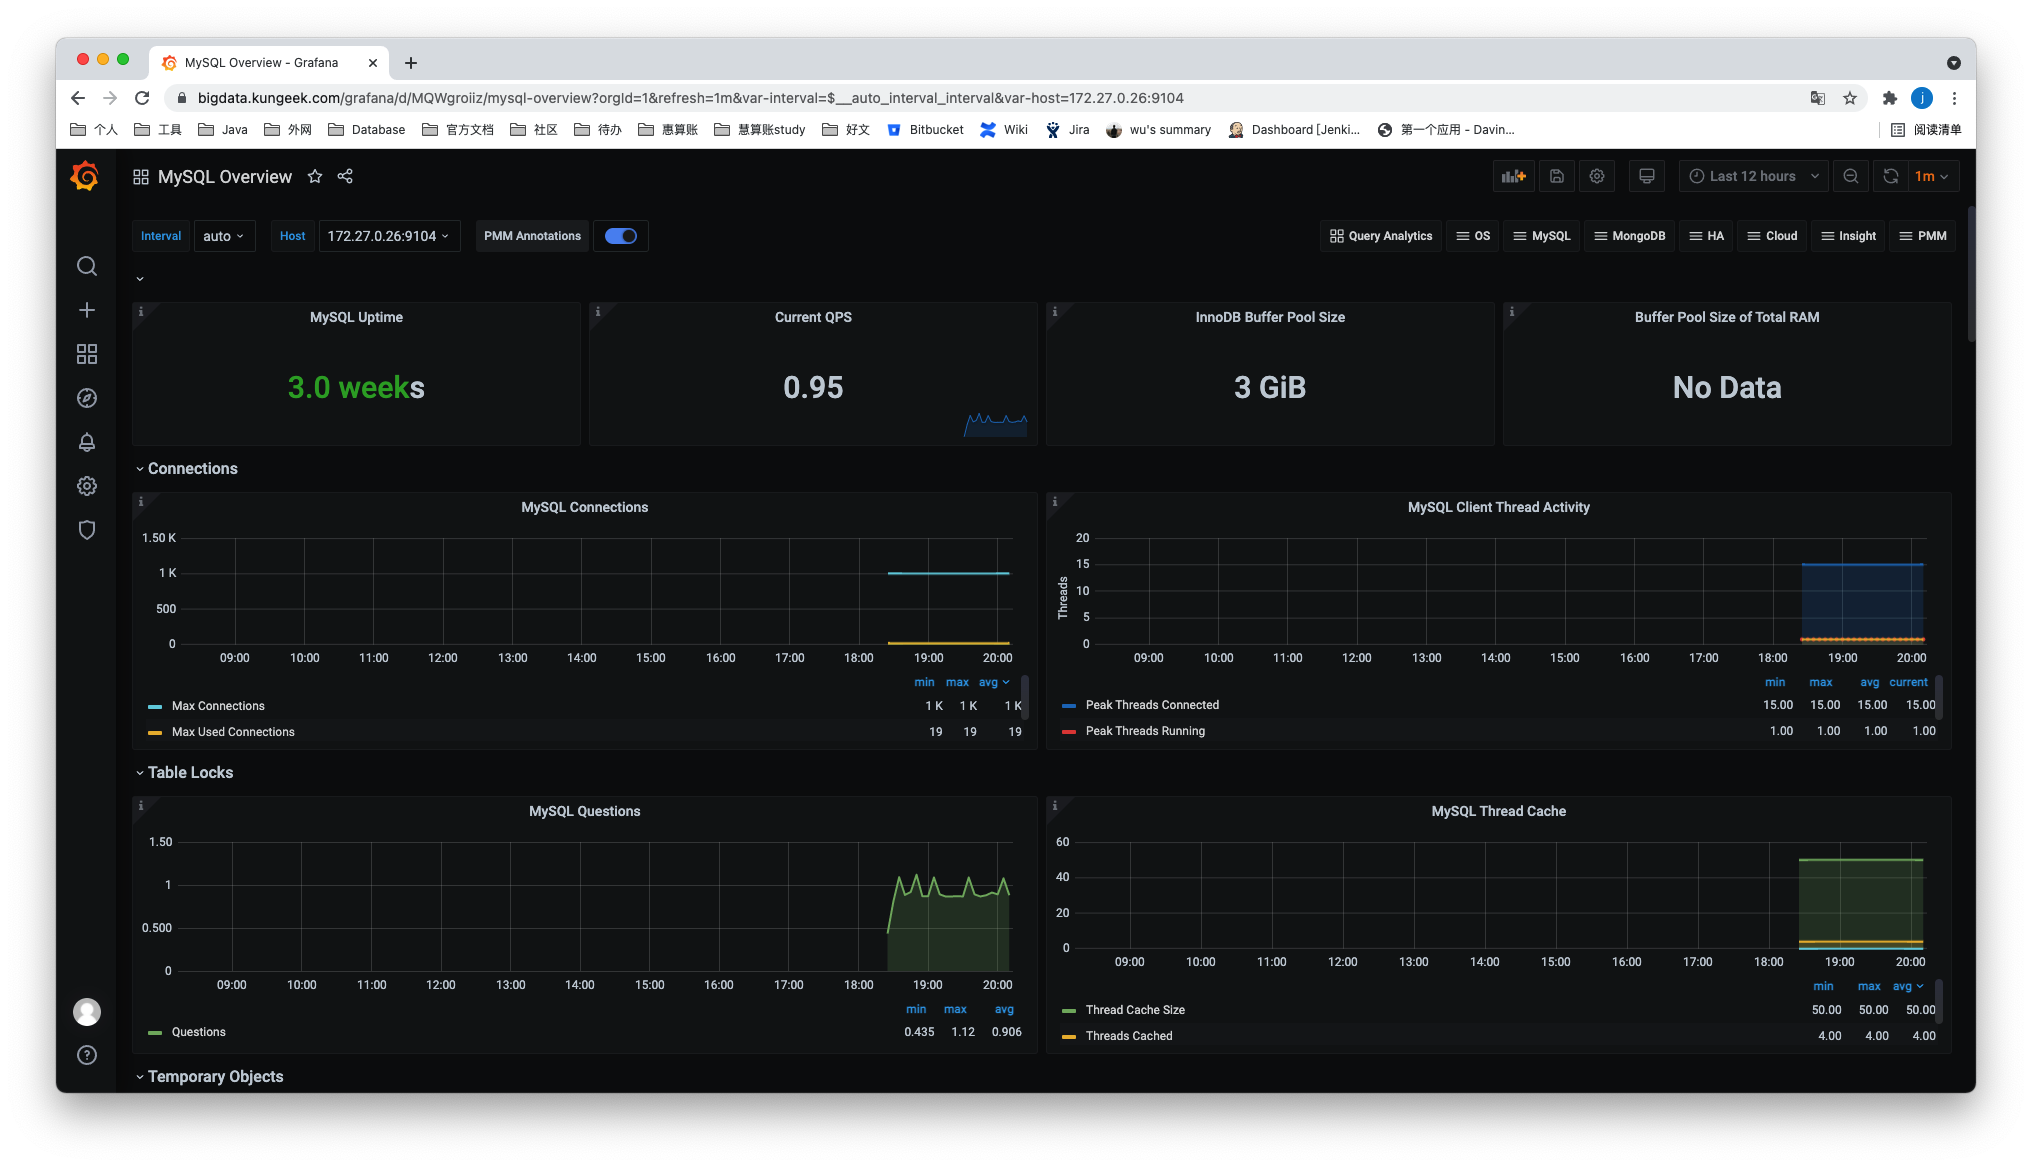 MySQL Overview - Grafana
bigdata.kungeek.com/grafana/d/MQWgroiiz/mysql-overview?orgId=1&refresh=1m&var-interval=$__auto_interval_interval&var-host=172.27.0.26:9104
j
个人 工具 Java 外网 Database 官方文档 社区 待办 惠算账 慧算账study 好文 Bitbucket Wiki Jira wu's summary Dashboard [Jenki... 第一个应用 - Davin... 阅读清单
MySQL Overview
Last 12 hours 1m
Interval auto Host 172.27.0.26:9104 PMM Annotations
Query Analytics OS MySQL MongoDB HA Cloud Insight PMM
MySQL Uptime
3.0 weeks
Current QPS
0.95
InnoDB Buffer Pool Size
3 GiB
Buffer Pool Size of Total RAM
No Data
Connections
MySQL Connections
1.50 K
1 K
500
0
09:00 10:00 11:00 12:00 13:00 14:00 15:00 16:00 17:00 18:00 19:00 20:00
min max avg
Max Connections 1 K 1 K 1 K
Max Used Connections 19 19 19
MySQL Client Thread Activity
Threads
20
15
10
5
0
09:00 10:00 11:00 12:00 13:00 14:00 15:00 16:00 17:00 18:00 19:00 20:00
min max avg current
Peak Threads Connected 15.00 15.00 15.00 15.00
Peak Threads Running 1.00 1.00 1.00 1.00
Table Locks
MySQL Questions
1.50
1
0.500
0
09:00 10:00 11:00 12:00 13:00 14:00 15:00 16:00 17:00 18:00 19:00 20:00
min max avg
Questions 0.435 1.12 0.906
MySQL Thread Cache
60
40
20
0
09:00 10:00 11:00 12:00 13:00 14:00 15:00 16:00 17:00 18:00 19:00 20:00
min max avg
Thread Cache Size 50.00 50.00 50.00
Threads Cached 4.00 4.00 4.00
Temporary Objects